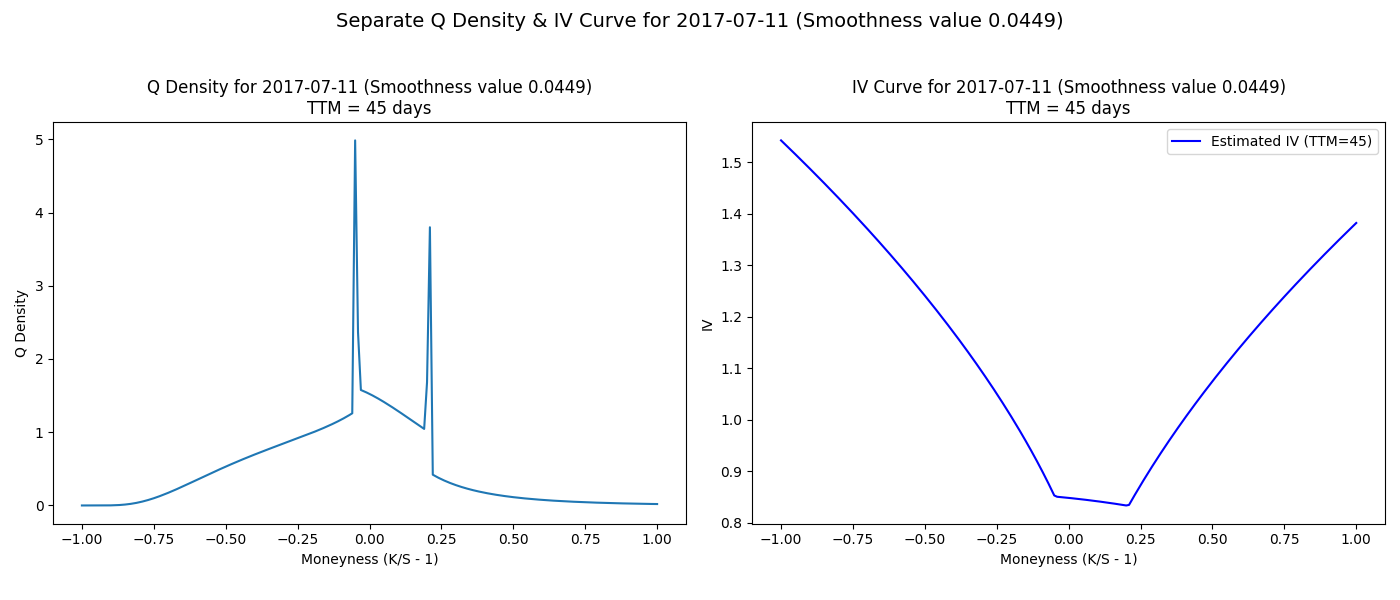 Separate Q Density & IV Curve for 2017-07-11 (Smoothness value 0.0449)
Q Density for 2017-07-11 (Smoothness value 0.0449)
TTM = 45 days
5
4
3
2
1
0
Q Density
−1.00 −0.75 −0.50 −0.25 0.00 0.25 0.50 0.75 1.00
Moneyness (K/S - 1)
IV Curve for 2017-07-11 (Smoothness value 0.0449)
TTM = 45 days
Estimated IV (TTM=45)
1.5
1.4
1.3
1.2
1.1
1.0
0.9
0.8
IV
−1.00 −0.75 −0.50 −0.25 0.00 0.25 0.50 0.75 1.00
Moneyness (K/S - 1)